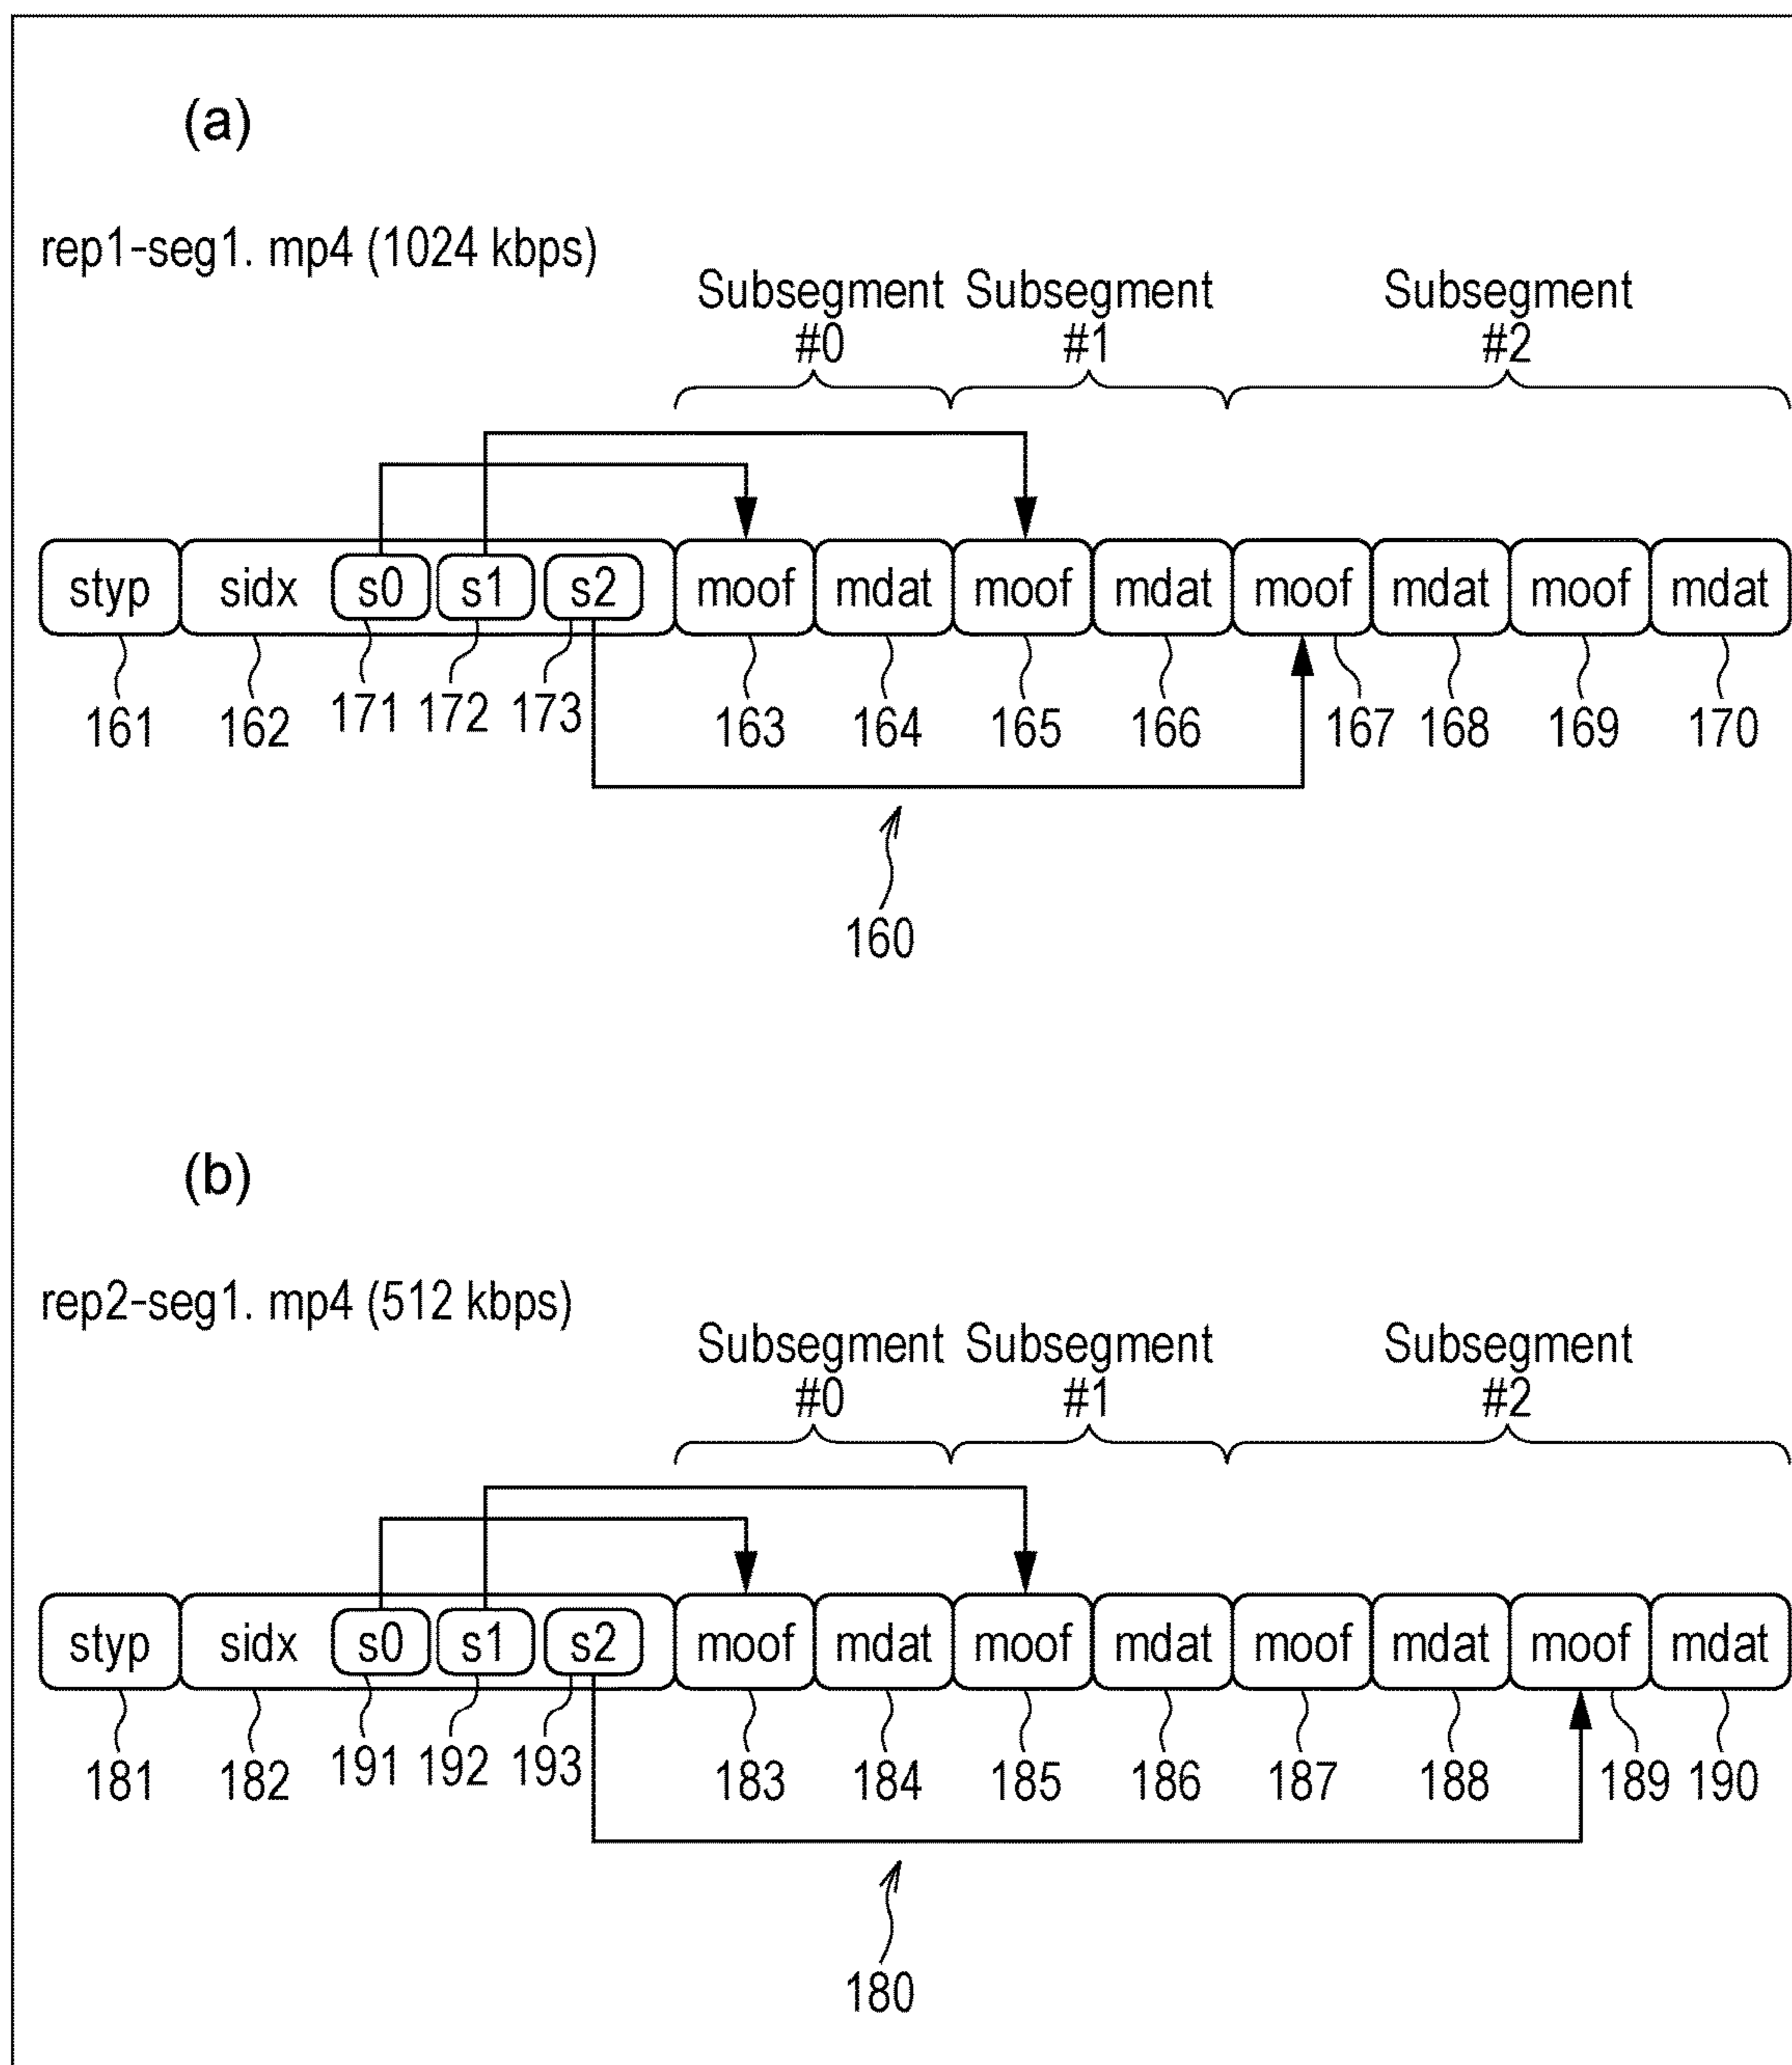 (a)
rep1-seg1. mp4 (1024 kbps)
Subsegment Subsegment Subsegment
#0 #1 #2
styp sidx s0 s1 s2 moof mdat moof mdat moof mdat moof mdat
161 162 171 172 173 163 164 165 166 167 168 169 170
160
(b)
rep2-seg1. mp4 (512 kbps)
Subsegment Subsegment Subsegment
#0 #1 #2
styp sidx s0 s1 s2 moof mdat moof mdat moof mdat moof mdat
181 182 191 192 193 183 184 185 186 187 188 189 190
180